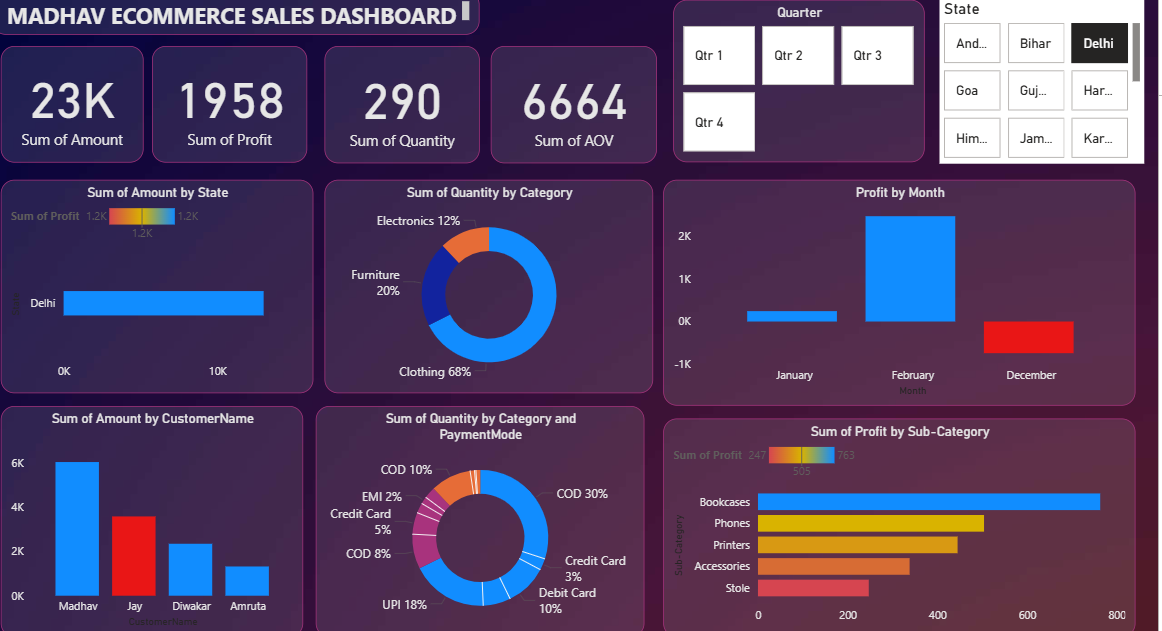 MADHAV ECOMMERCE SALES DASHBOARD
23K
Sum of Amount
1958
Sum of Profit
290
Sum of Quantity
6664
Sum of AOV
Quarter
Qtr 1
Qtr 2
Qtr 3
Qtr 4
State
And...
Bihar
Delhi
Goa
Guj...
Har...
Him...
Jam...
Kar...
Sum of Amount by State
Sum of Profit 1.2K 1.2K
1.2K
Delhi
0K 10K
Sum of Quantity by Category
Electronics 12%
Furniture
20%
Clothing 68%
Profit by Month
2K
1K
0K
-1K
January February December
Month
Sum of Amount by CustomerName
6K
4K
2K
0K
Madhav Jay Diwakar Amruta
CustomerName
Sum of Quantity by Category and
PaymentMode
COD 10%
EMI 2%
Credit Card
5%
COD 8%
UPI 18%
COD 30%
Credit Card
3%
Debit Card
10%
Sum of Profit by Sub-Category
Sum of Profit 247 763
505
Sub-Category
Bookcases
Phones
Printers
Accessories
Stole
0 200 400 600 800